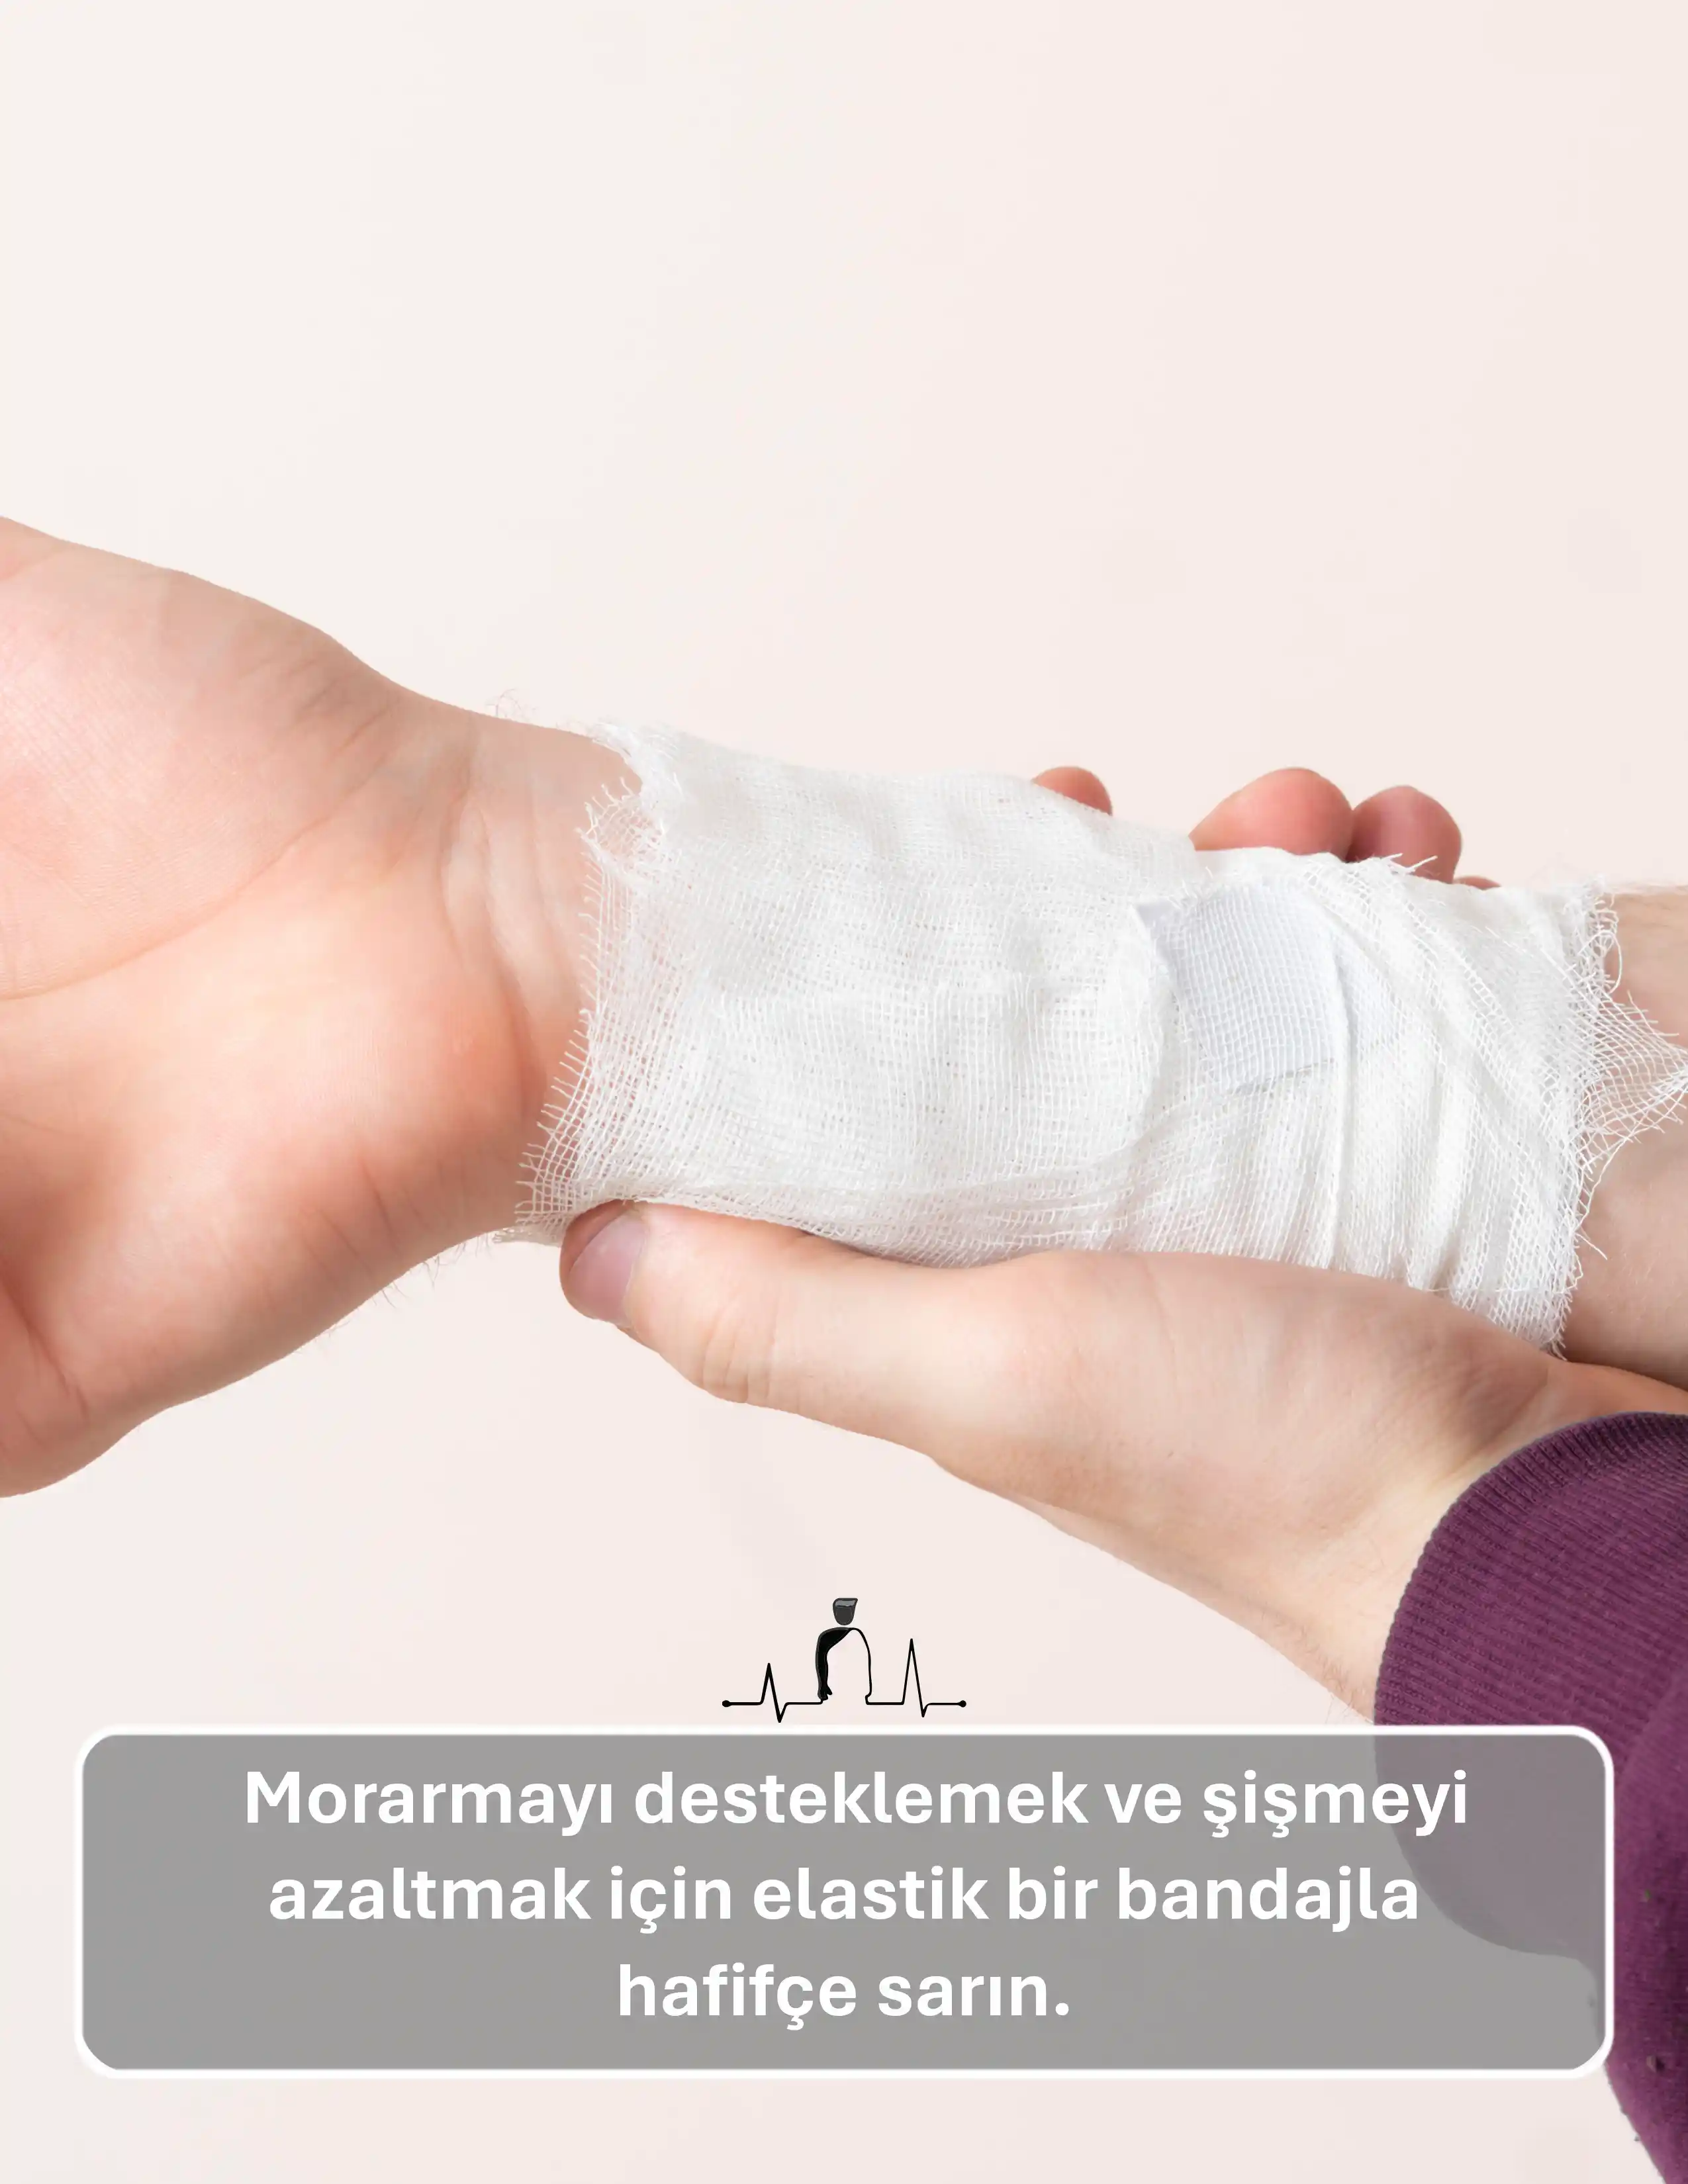 Morarmayı desteklemek ve şişmeyi
azaltmak için elastik bir bandajla
hafifçe sarın.